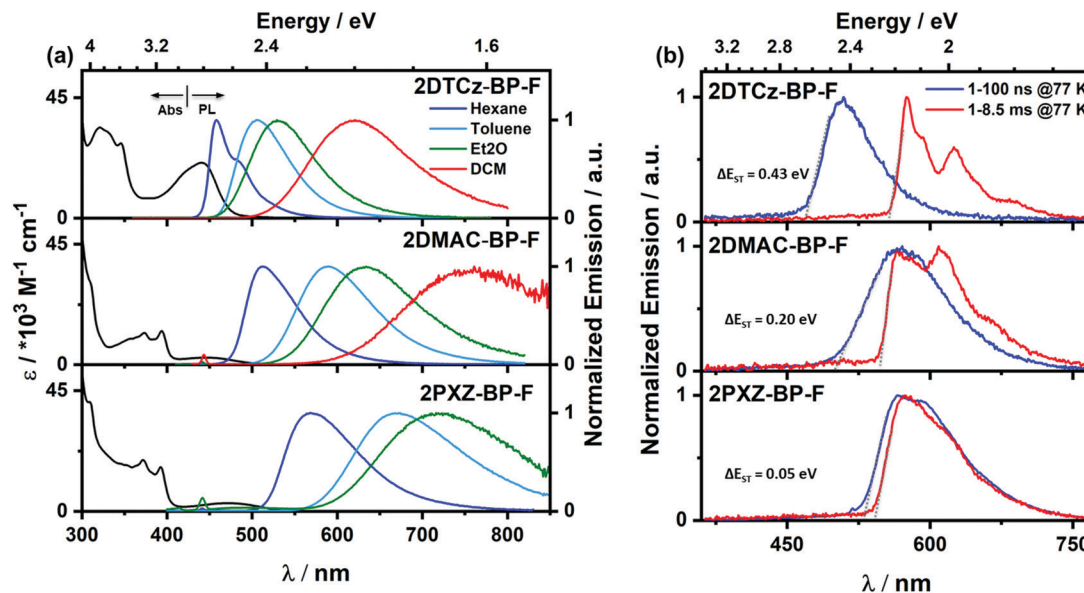 Energy / eV
4 3.2 2.4 1.6
(a)
2DTCz-BP-F
Abs PL
Hexane
Toluene
Et2O
DCM
45
0
1
0
2DMAC-BP-F
45
0
1
0
2PXZ-BP-F
45
0
1
0
ε / *10³ M⁻¹ cm⁻¹
Normalized Emission / a.u.
300 400 500 600 700 800
λ / nm
Energy / eV
3.2 2.8 2.4 2
(b)
2DTCz-BP-F
1-100 ns @77 K
1-8.5 ms @77 K
ΔE_ST = 0.43 eV
1
0
2DMAC-BP-F
ΔE_ST = 0.20 eV
1
0
2PXZ-BP-F
ΔE_ST = 0.05 eV
1
0
Normalized Emission / a.u.
450 600 750
λ / nm